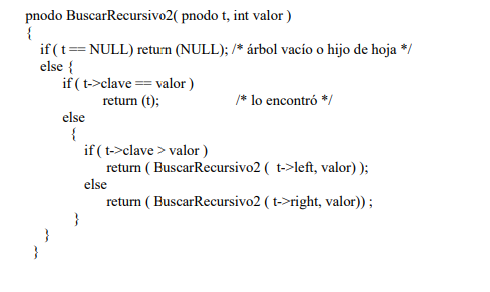 pnodo BuscarRecursivo2( pnodo t, int valor )
{
if ( t == NULL) return (NULL); /* árbol vacío o hijo de hoja */
else {
if ( t->clave == valor )
return (t); /* lo encontró */
else
{
if ( t->clave > valor )
return ( BuscarRecursivo2 ( t->left, valor) );
else
return ( BuscarRecursivo2 ( t->right, valor)) ;
}
}
}